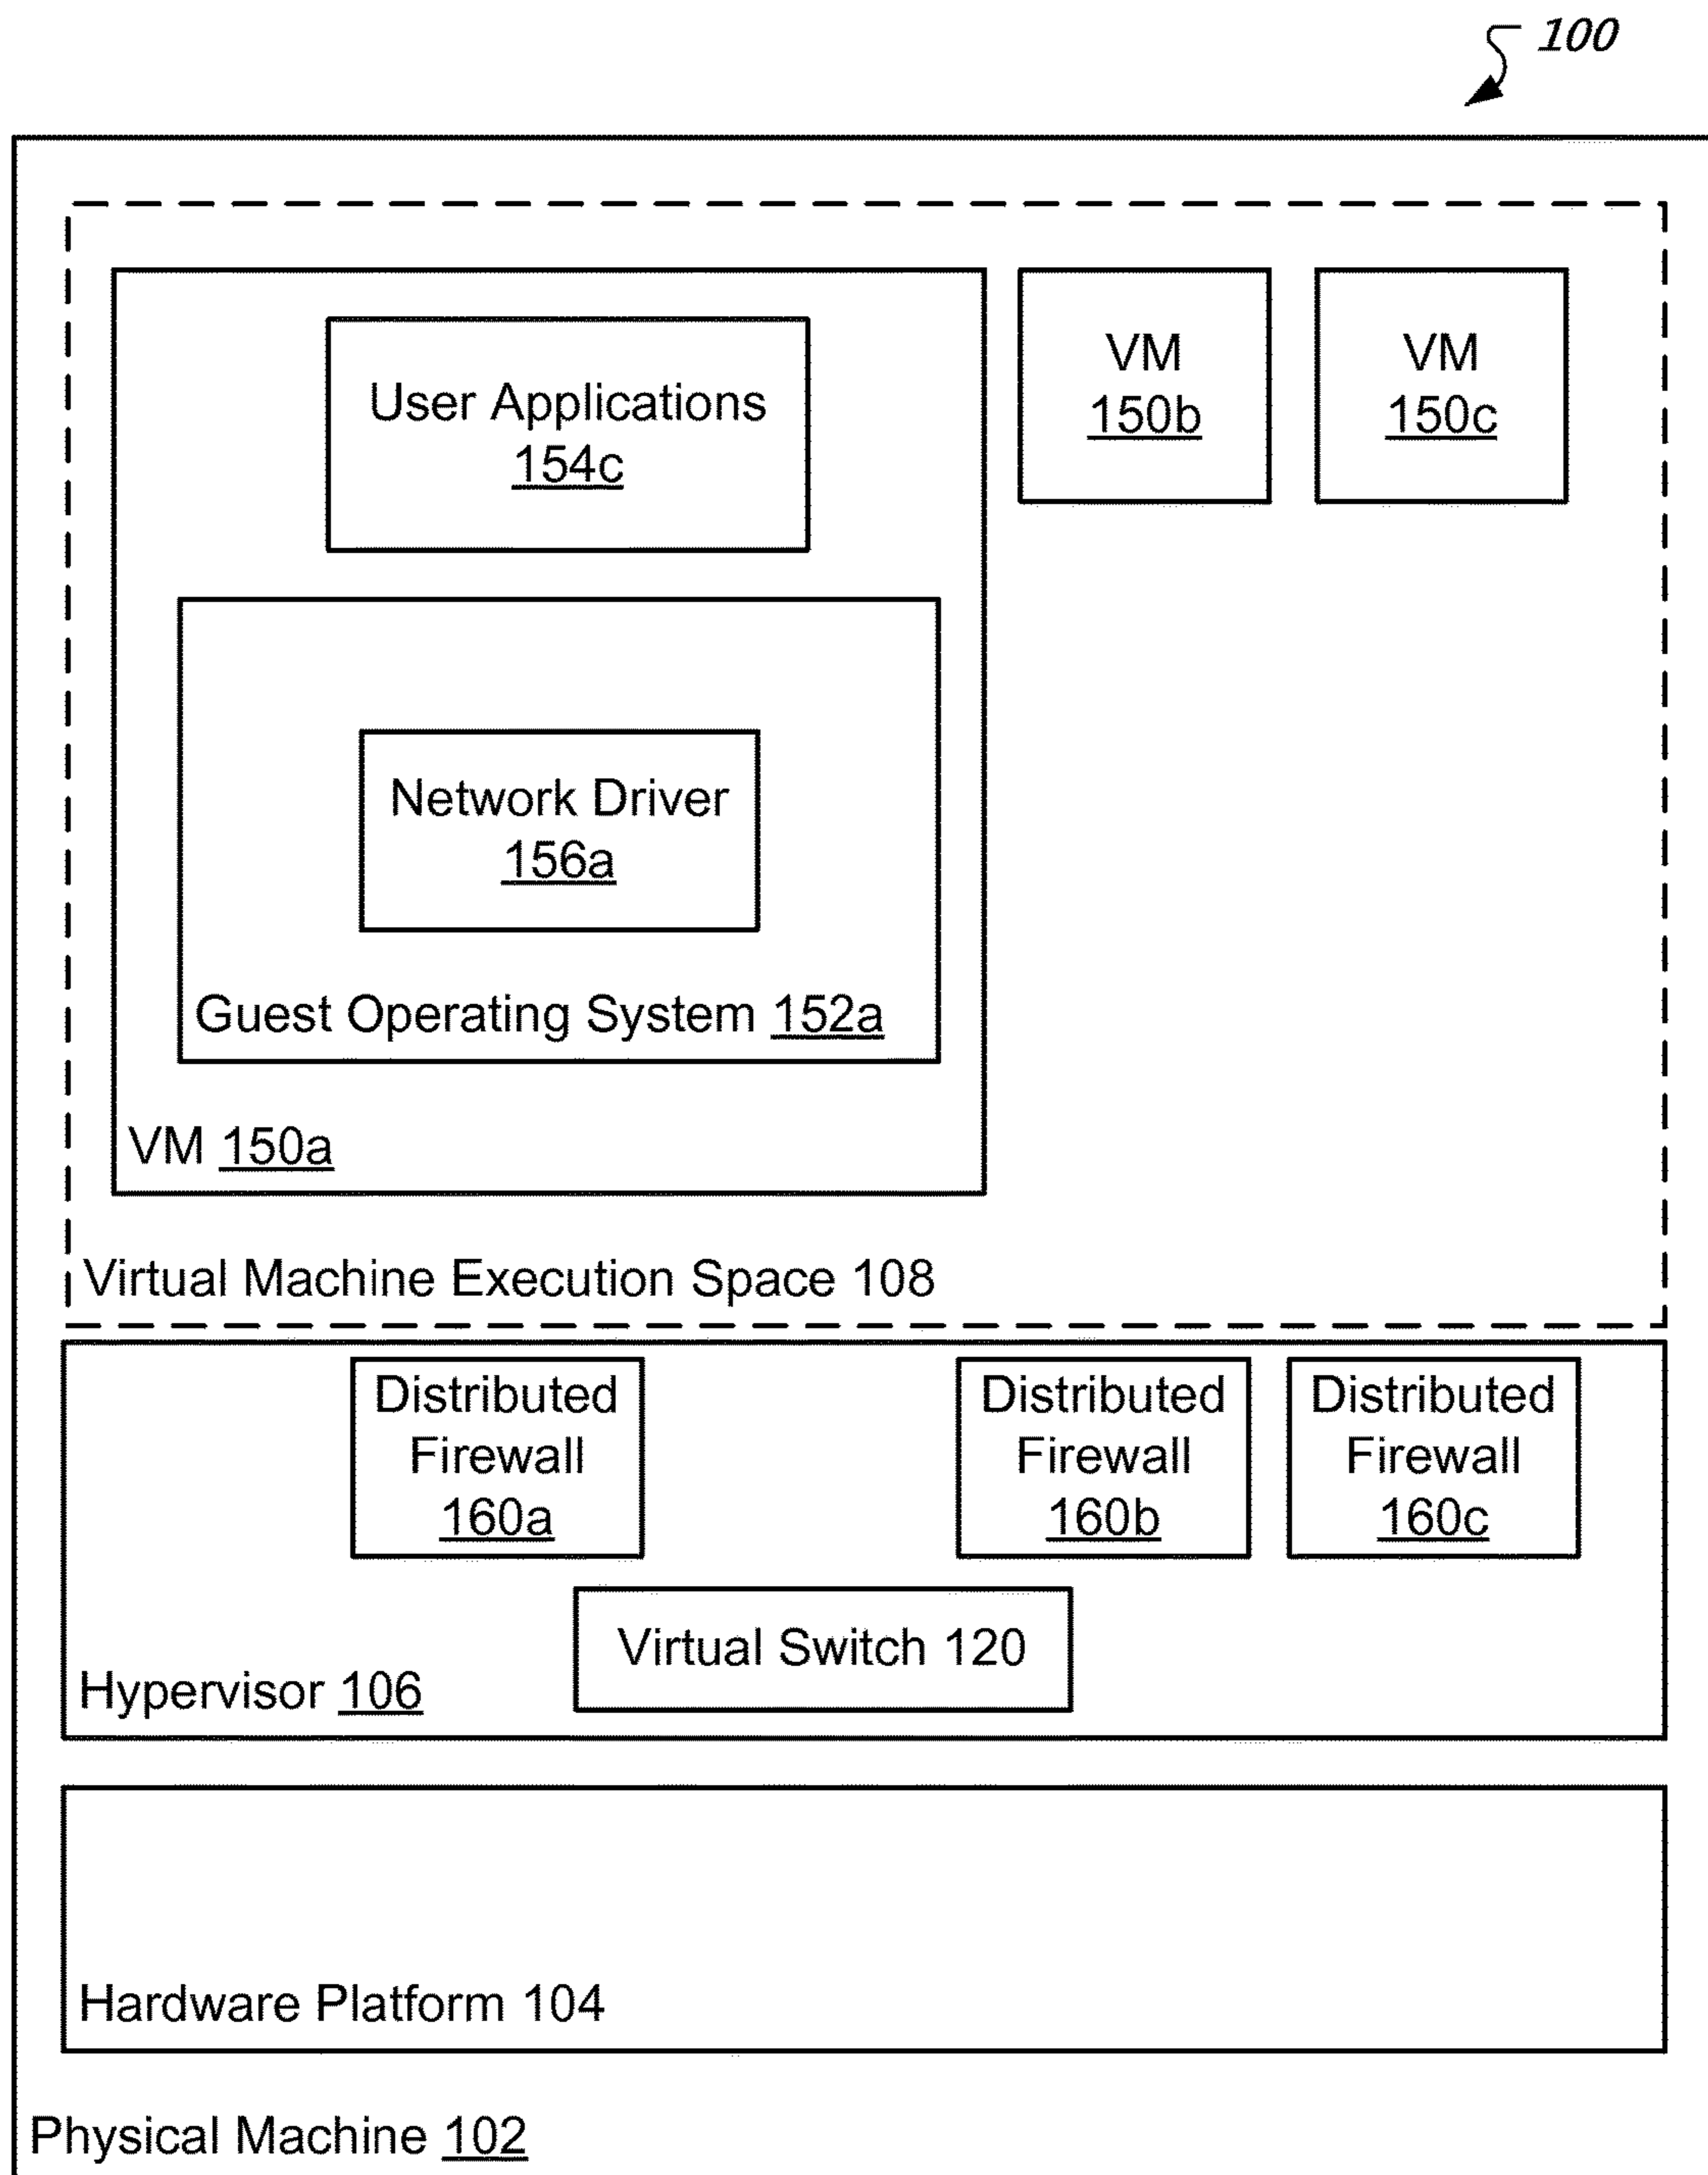 100
User Applications
154c
VM
150b
VM
150c
Network Driver
156a
Guest Operating System 152a
VM 150a
Virtual Machine Execution Space 108
Distributed
Firewall
160a
Distributed
Firewall
160b
Distributed
Firewall
160c
Virtual Switch 120
Hypervisor 106
Hardware Platform 104
Physical Machine 102